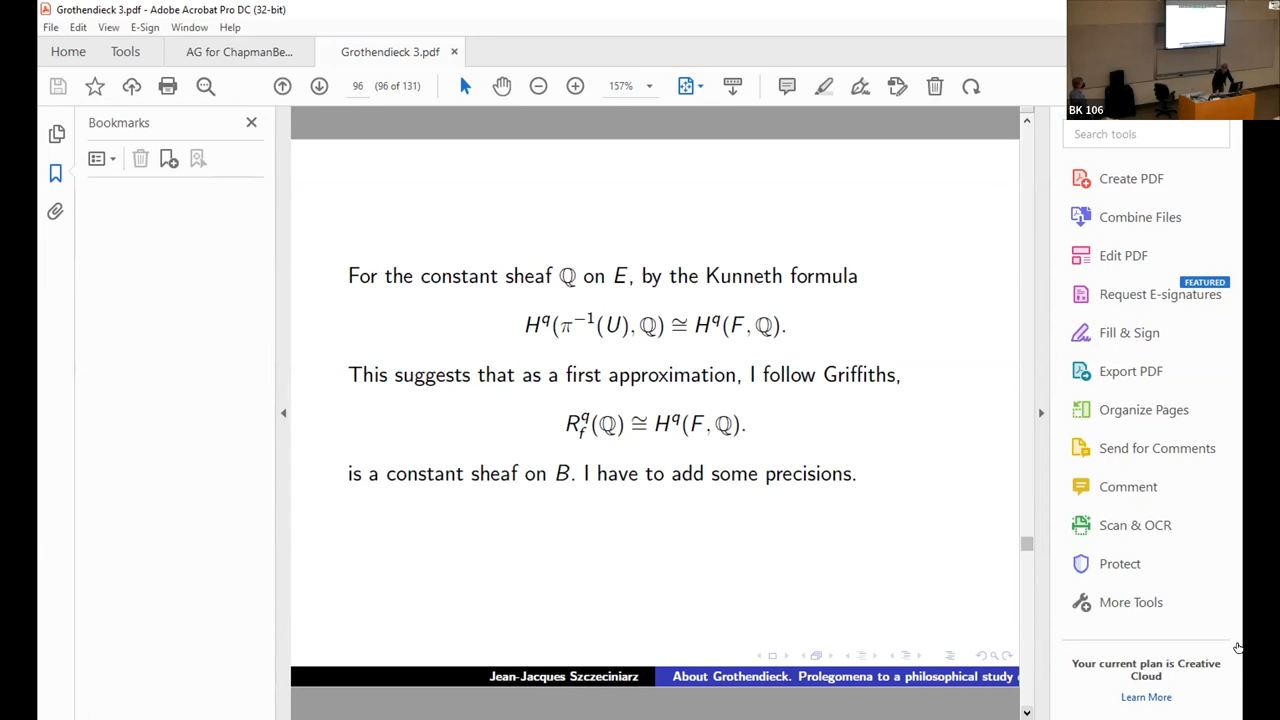 Grothendieck 3.pdf - Adobe Acrobat Pro DC (32-bit)
File Edit View E-Sign Window Help
Home Tools AG for ChapmanBe... Grothendieck 3.pdf ×
96 (96 of 131) 157%
Bookmarks
BK 106
Search tools
Create PDF
Combine Files
Edit PDF
FEATURED
Request E-signatures
Fill & Sign
Export PDF
Organize Pages
Send for Comments
Comment
Scan & OCR
Protect
More Tools
Your current plan is Creative
Cloud
Learn More
For the constant sheaf ℚ on E, by the Kunneth formula
H^q(π^{-1}(U), ℚ) ≅ H^q(F, ℚ).
This suggests that as a first approximation, I follow Griffiths,
R_f^q(ℚ) ≅ H^q(F, ℚ).
is a constant sheaf on B. I have to add some precisions.
Jean-Jacques Szczeciniarz About Grothendieck. Prolegomena to a philosophical study